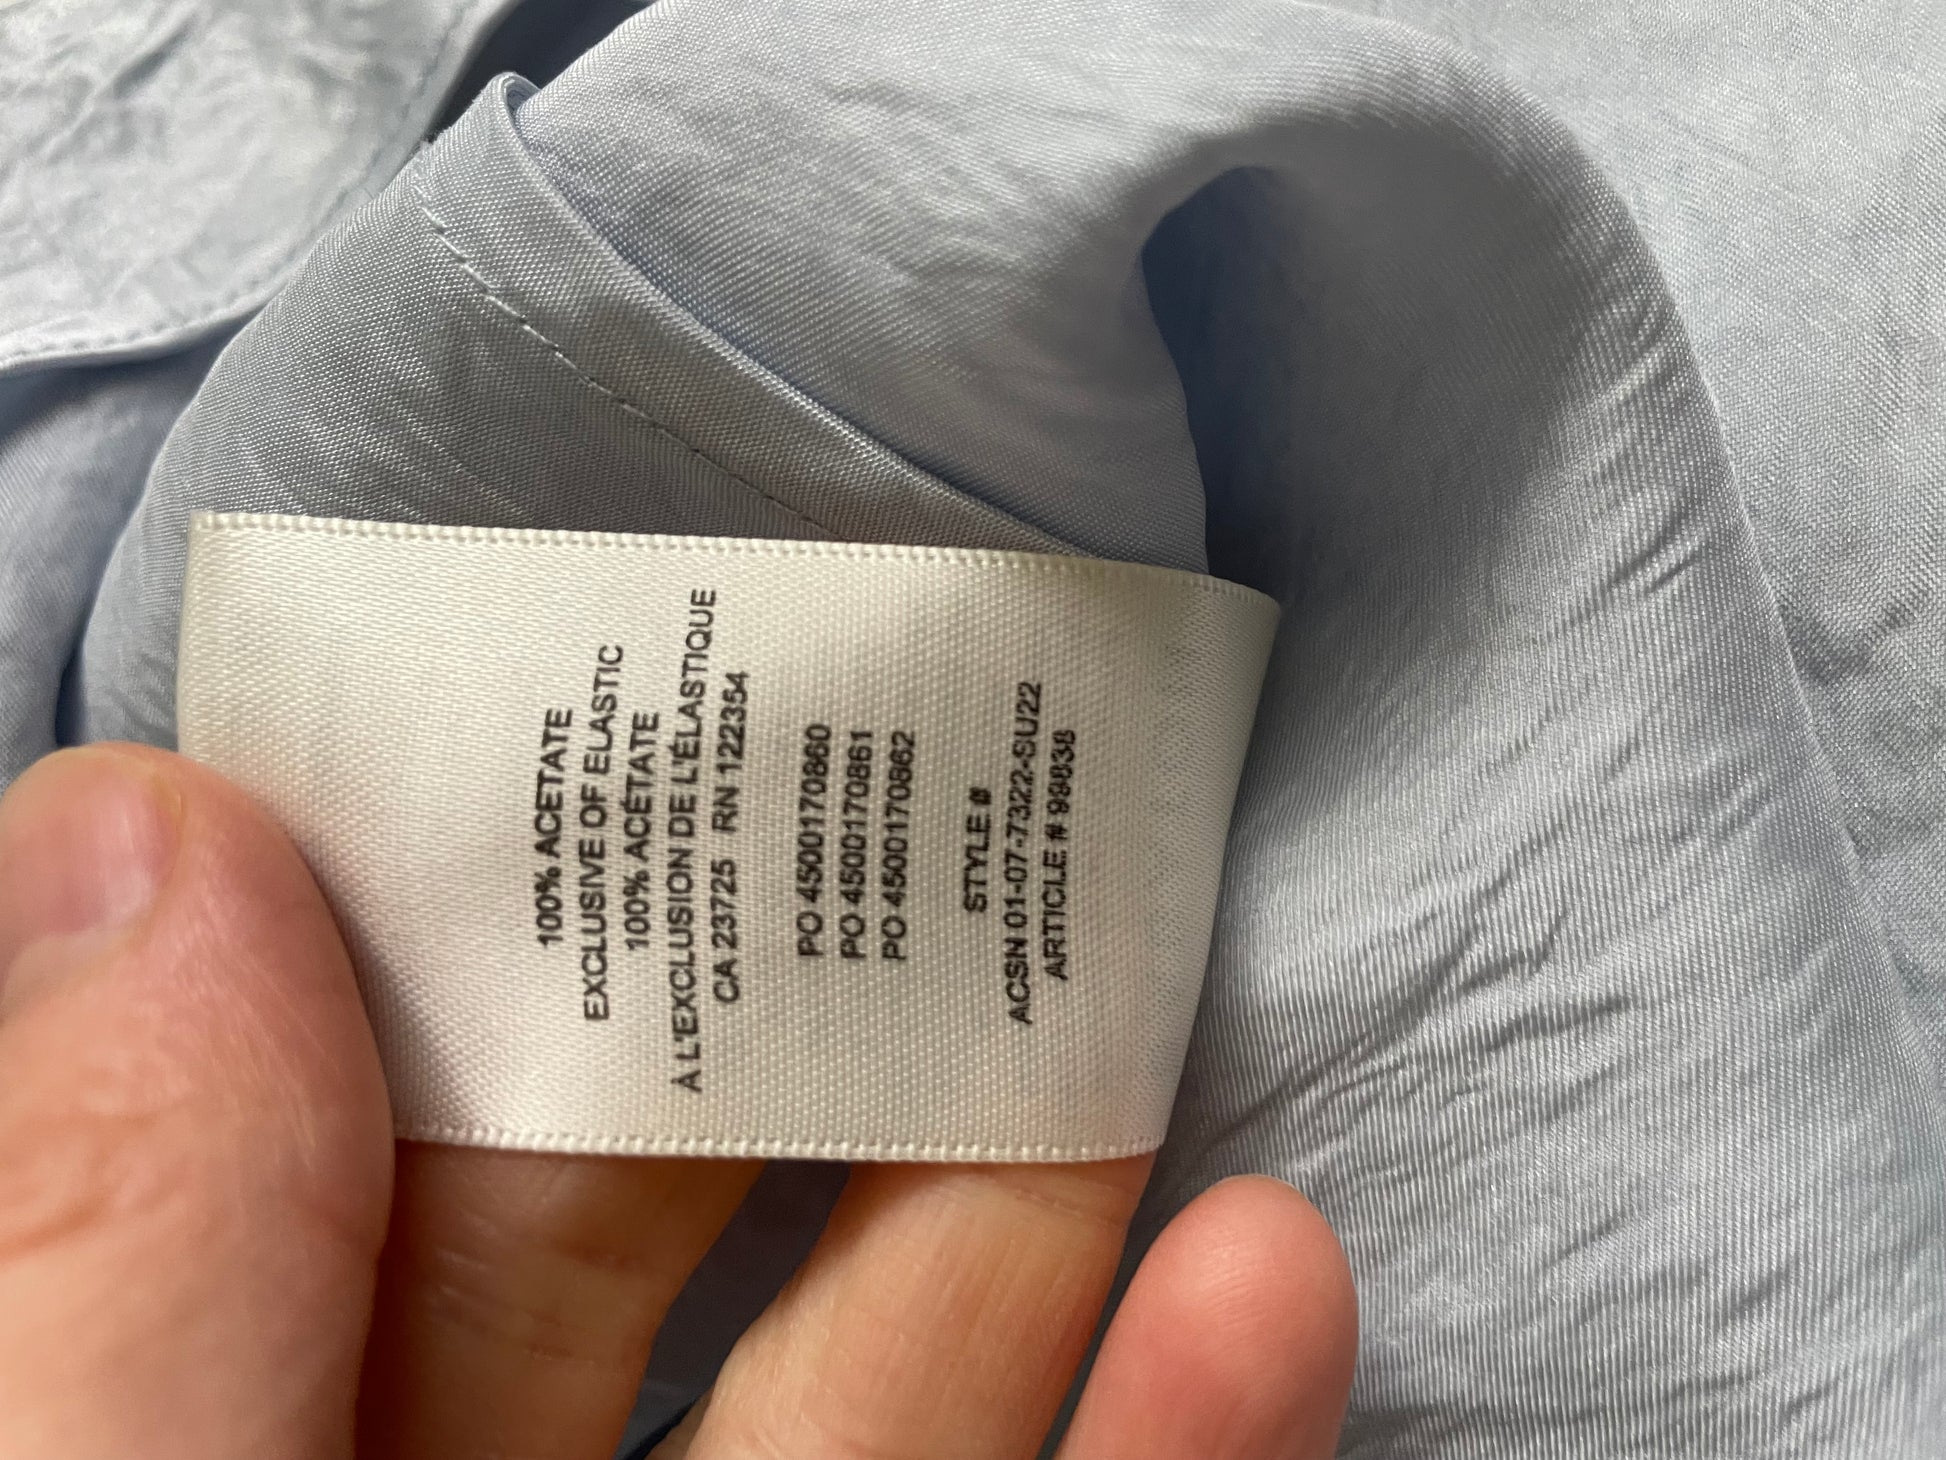 100% ACETATE
EXCLUSIVE OF ELASTIC
100% ACÉTATE
À L'EXCLUSION DE L'ÉLASTIQUE
CA 23725 RN 122354
PO 4500170860
PO 4500170861
PO 4500170862
STYLE #
ACSN 01-07-7322-SU22
ARTICLE # 99838